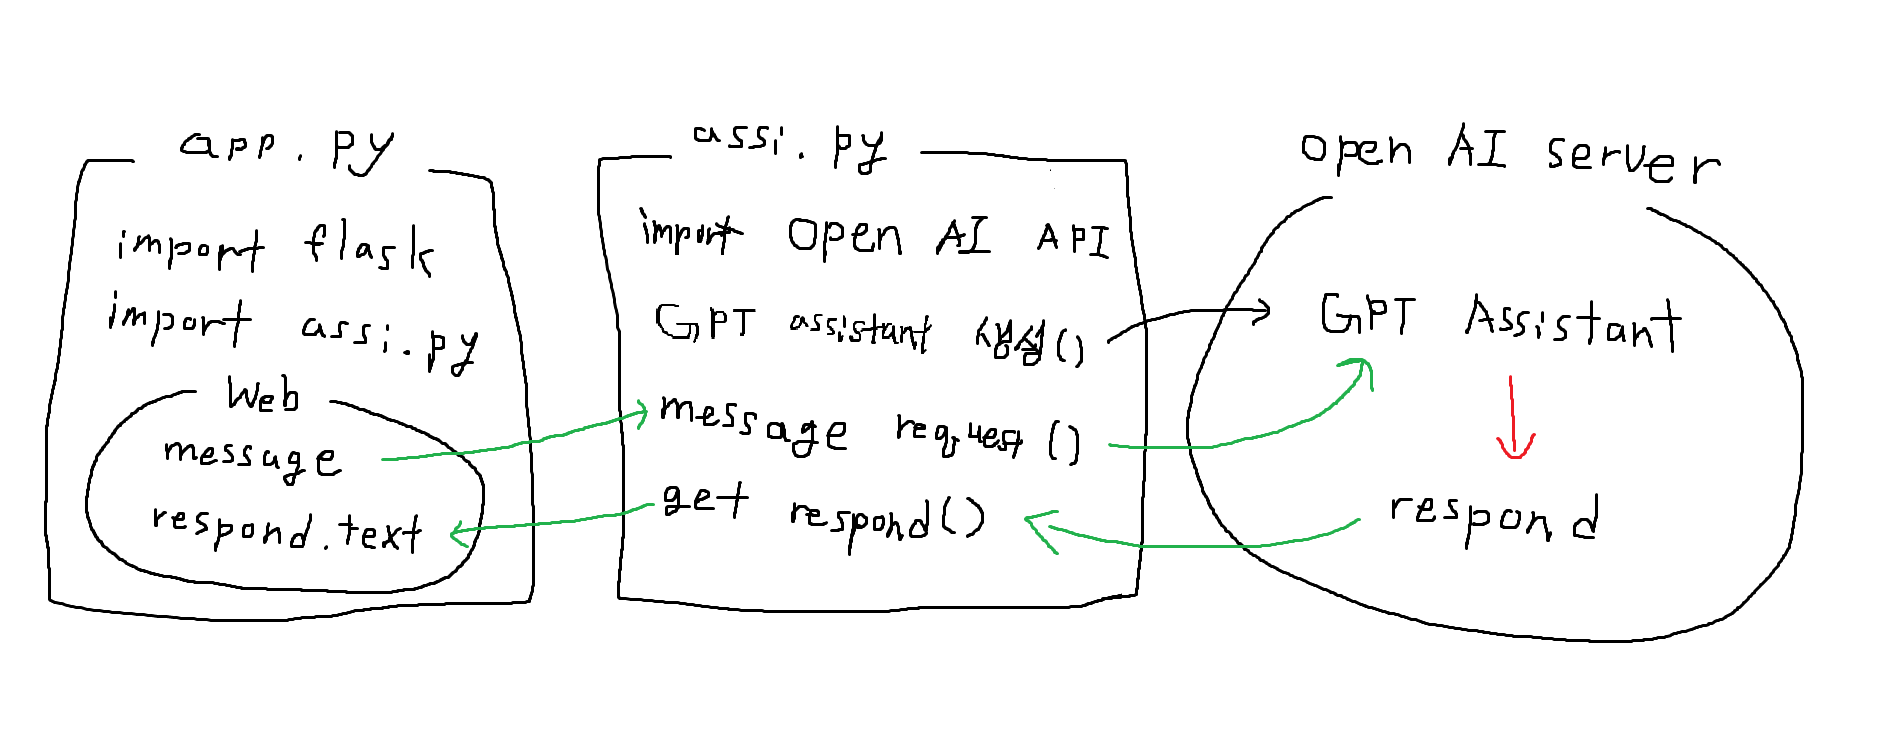 app.py
import flask
import assi.py
Web
message
respond.text
assi.py
import open AI API
GPT assistant 생성()
message request()
get respond()
open AI server
GPT Assistant
respond